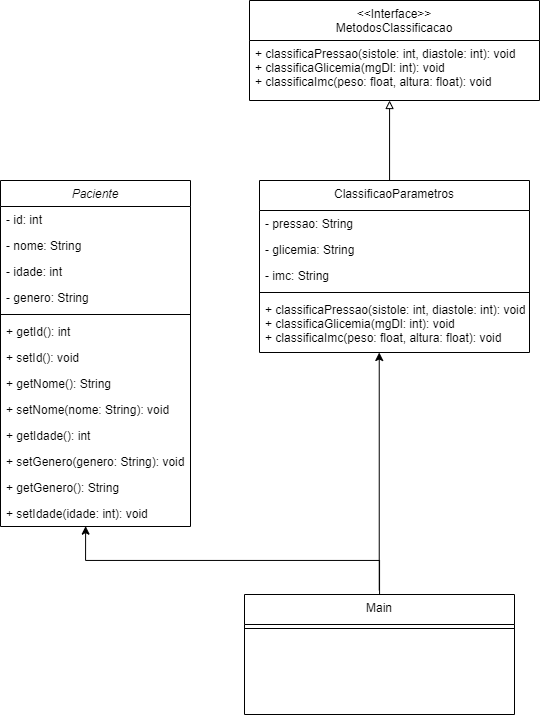 <<Interface>>
MetodosClassificacao
+ classificaPressao(sistole: int, diastole: int): void
+ classificaGlicemia(mgDl: int): void
+ classificaImc(peso: float, altura: float): void
Paciente
- id: int
- nome: String
- idade: int
- genero: String
+ getId(): int
+ setId(): void
+ getNome(): String
+ setNome(nome: String): void
+ getIdade(): int
+ setGenero(genero: String): void
+ getGenero(): String
+ setIdade(idade: int): void
ClassificaoParametros
- pressao: String
- glicemia: String
- imc: String
+ classificaPressao(sistole: int, diastole: int): void
+ classificaGlicemia(mgDl: int): void
+ classificaImc(peso: float, altura: float): void
Main